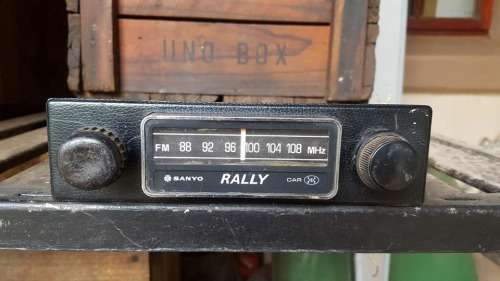 UNO BOX
FM 88 92 96 100 104 108 MHz
SANYO RALLY CAR